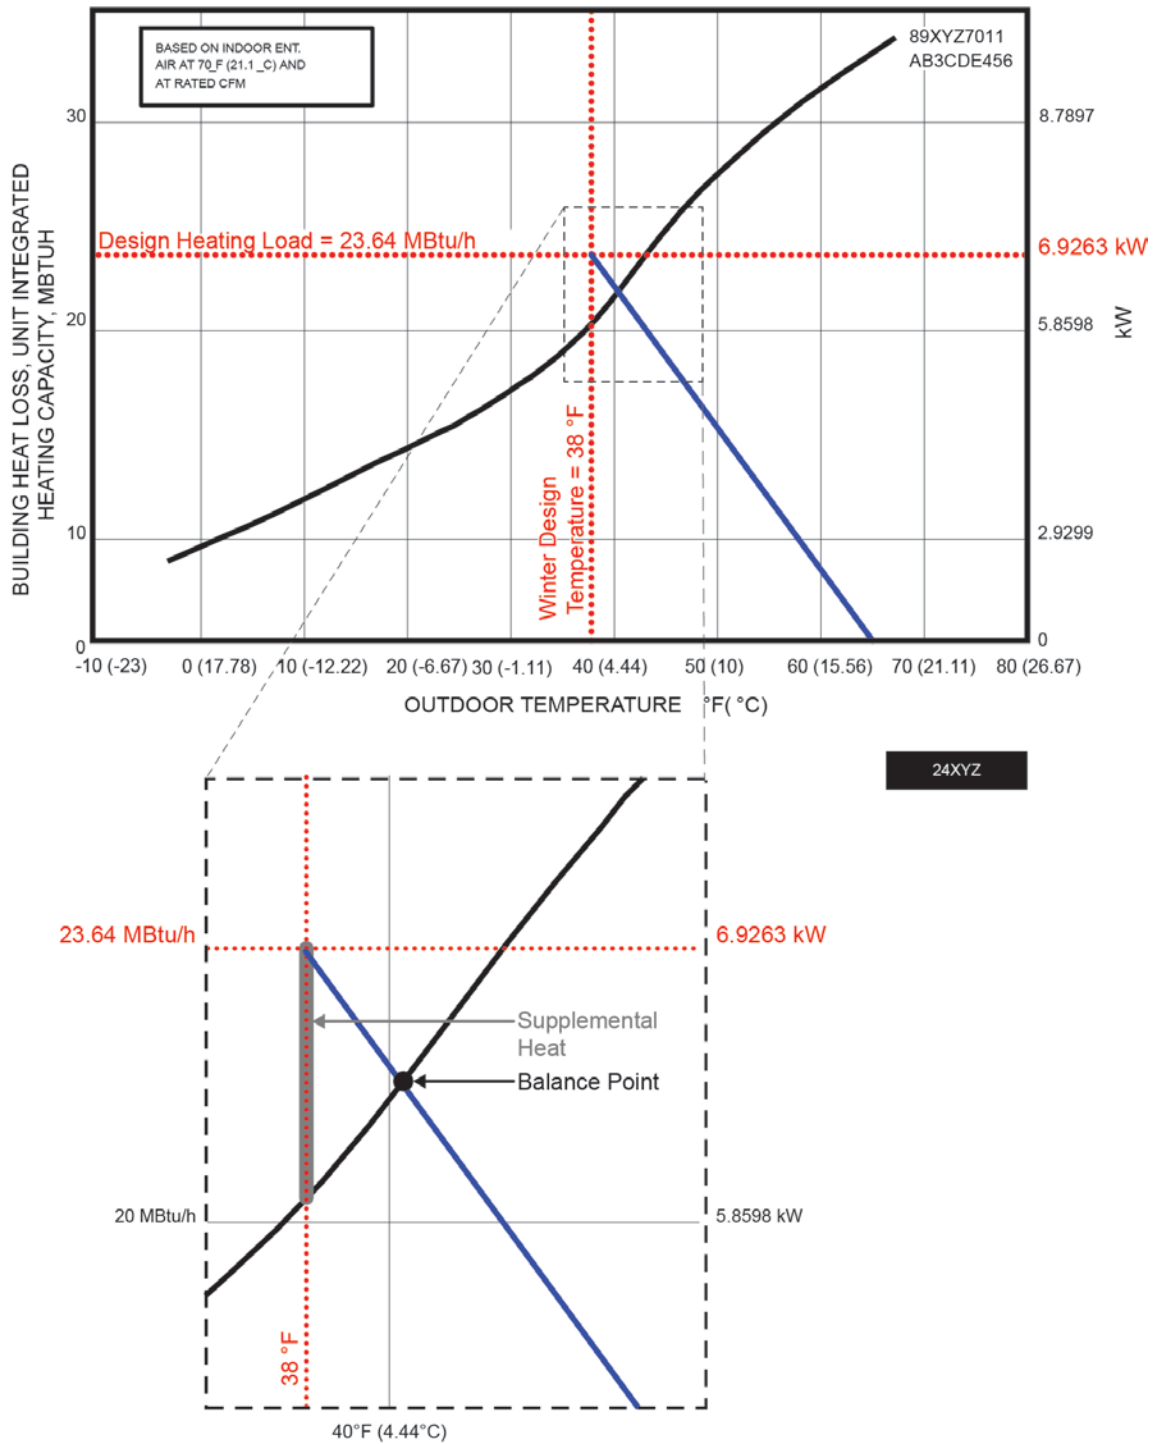 BASED ON INDOOR ENT.
AIR AT 70_F (21.1 _C) AND
AT RATED CFM
89XYZ7011
AB3CDE456
BUILDING HEAT LOSS, UNIT INTEGRATED
HEATING CAPACITY, MBTUH
30
20
10
0
8.7897
6.9263 kW
5.8598
kW
2.9299
0
Design Heating Load = 23.64 MBtu/h
Winter Design
Temperature = 38 °F
-10 (-23)
0 (17.78)
10 (-12.22)
20 (-6.67)
30 (-1.11)
40 (4.44)
50 (10)
60 (15.56)
70 (21.11)
80 (26.67)
OUTDOOR TEMPERATURE °F( °C)
24XYZ
23.64 MBtu/h
6.9263 kW
Supplemental
Heat
Balance Point
20 MBtu/h
5.8598 kW
38 °F
40°F (4.44°C)